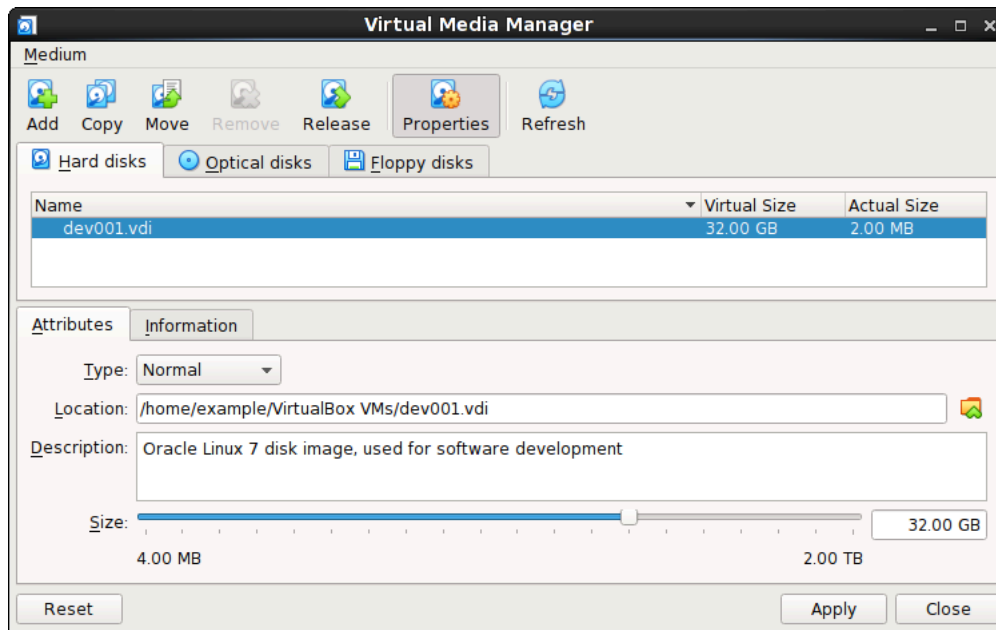 Virtual Media Manager
Medium
Add Copy Move Remove Release Properties Refresh
Hard disks Optical disks Floppy disks
Name Virtual Size Actual Size
dev001.vdi 32.00 GB 2.00 MB
Attributes Information
Type: Normal
Location: /home/example/VirtualBox VMs/dev001.vdi
Description: Oracle Linux 7 disk image, used for software development
Size: 32.00 GB
4.00 MB 2.00 TB
Reset Apply Close